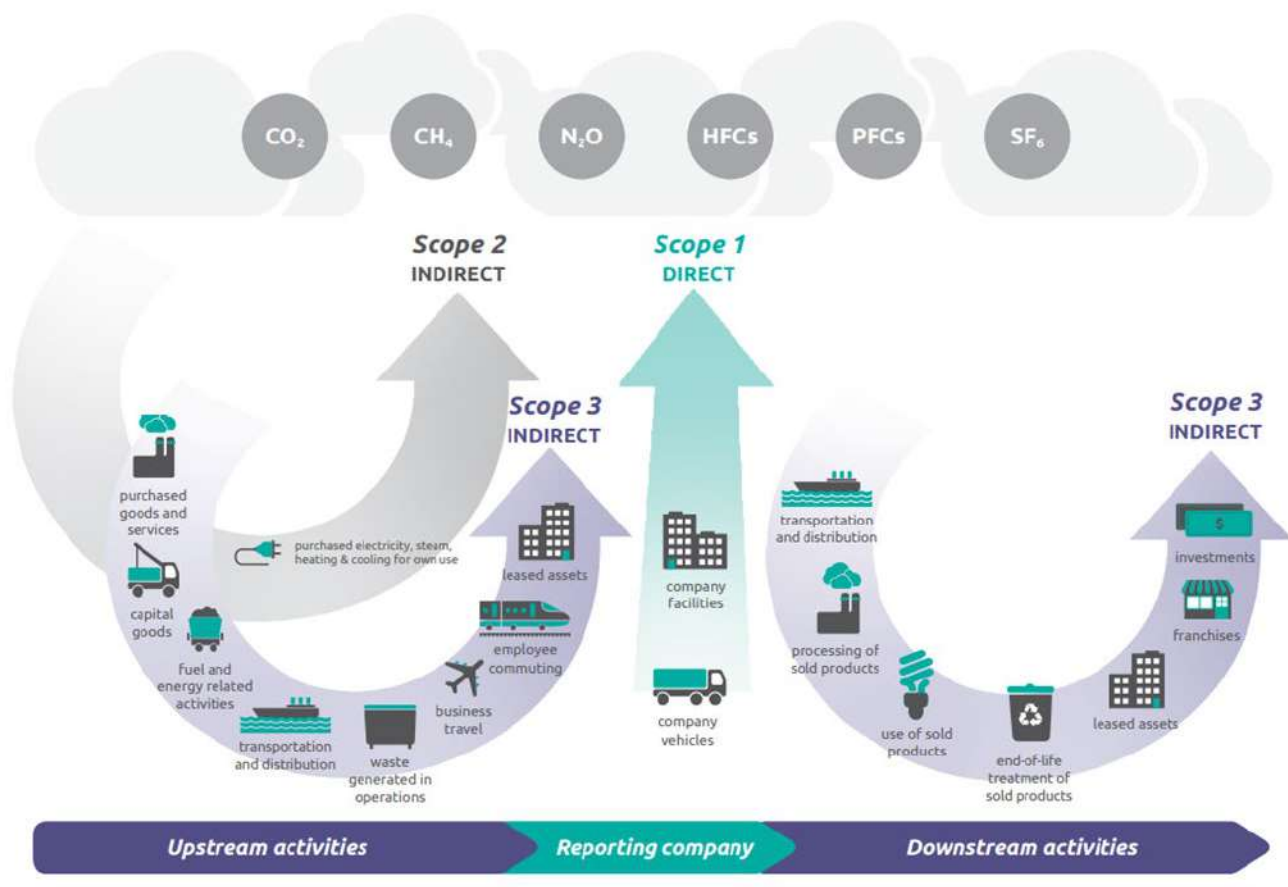 CO₂
CH₄
N₂O
HFCs
PFCs
SF₆
Scope 2
INDIRECT
Scope 1
DIRECT
Scope 3
INDIRECT
Scope 3
INDIRECT
purchased
goods and
services
capital
goods
fuel and
energy related
activities
transportation
and distribution
waste
generated in
operations
business
travel
employee
commuting
leased assets
purchased electricity, steam,
heating & cooling for own use
company
facilities
company
vehicles
transportation
and distribution
processing of
sold products
use of sold
products
end-of-life
treatment of
sold products
leased assets
franchises
$
investments
Upstream activities
Reporting company
Downstream activities